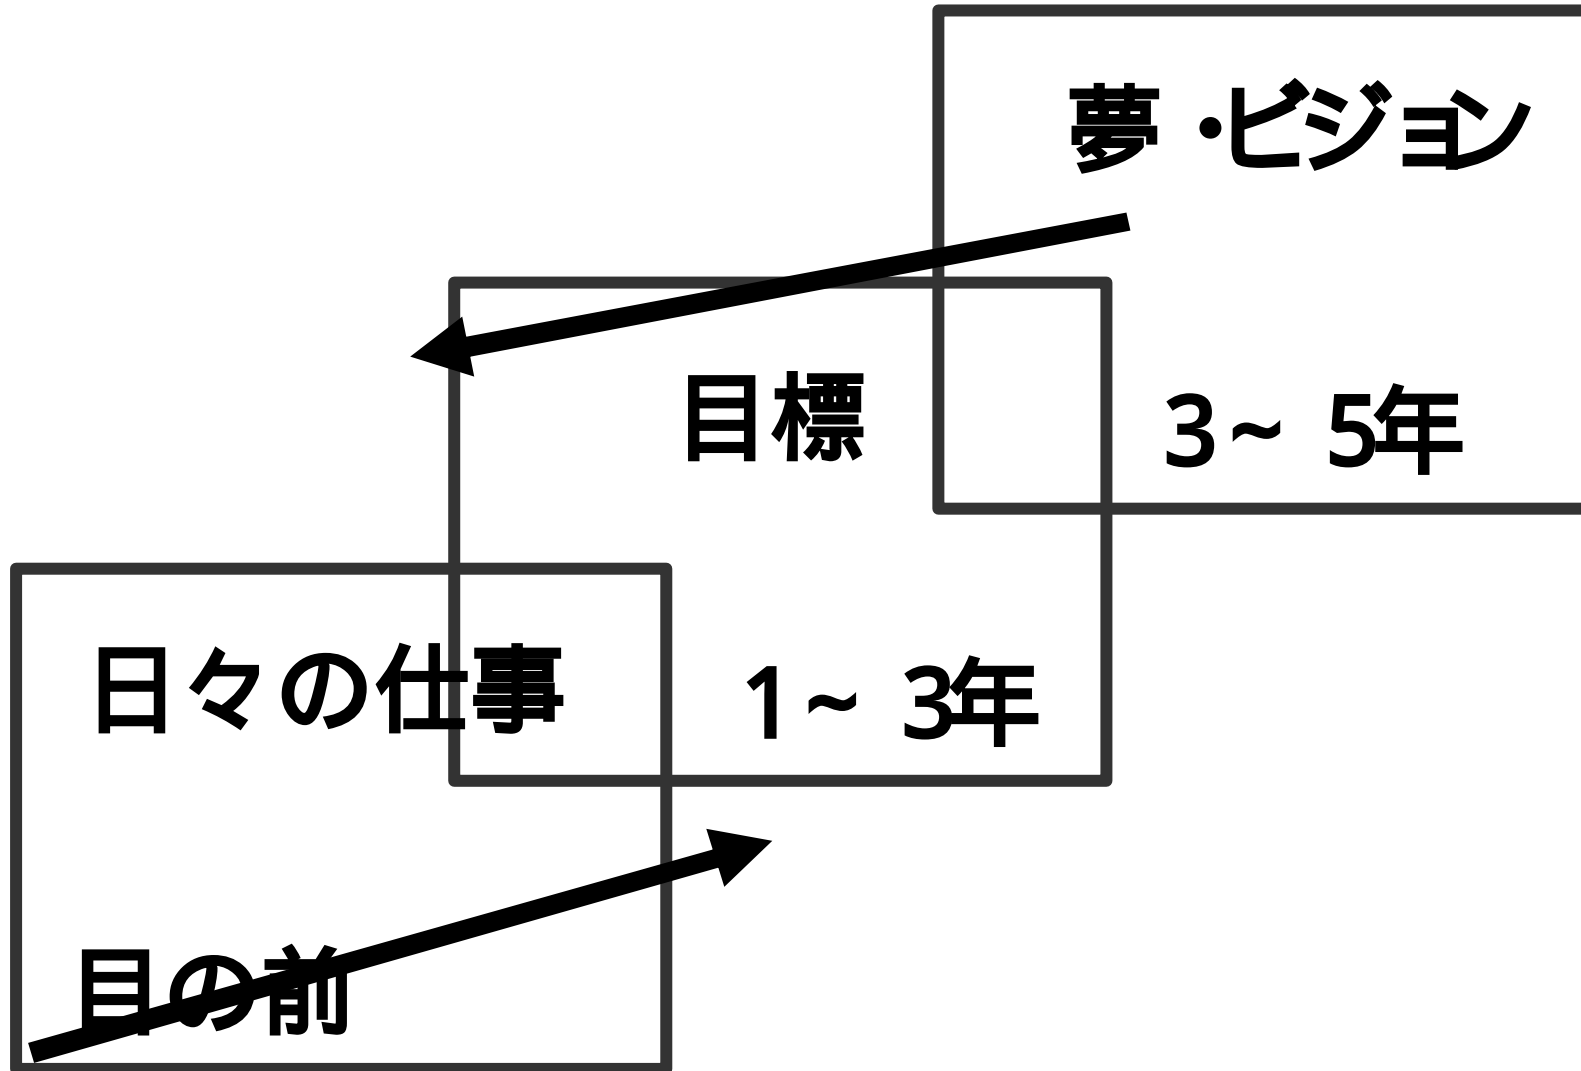 夢・ビジョン
3~ 5年
目標
1~ 3年
日々の仕事
目の前